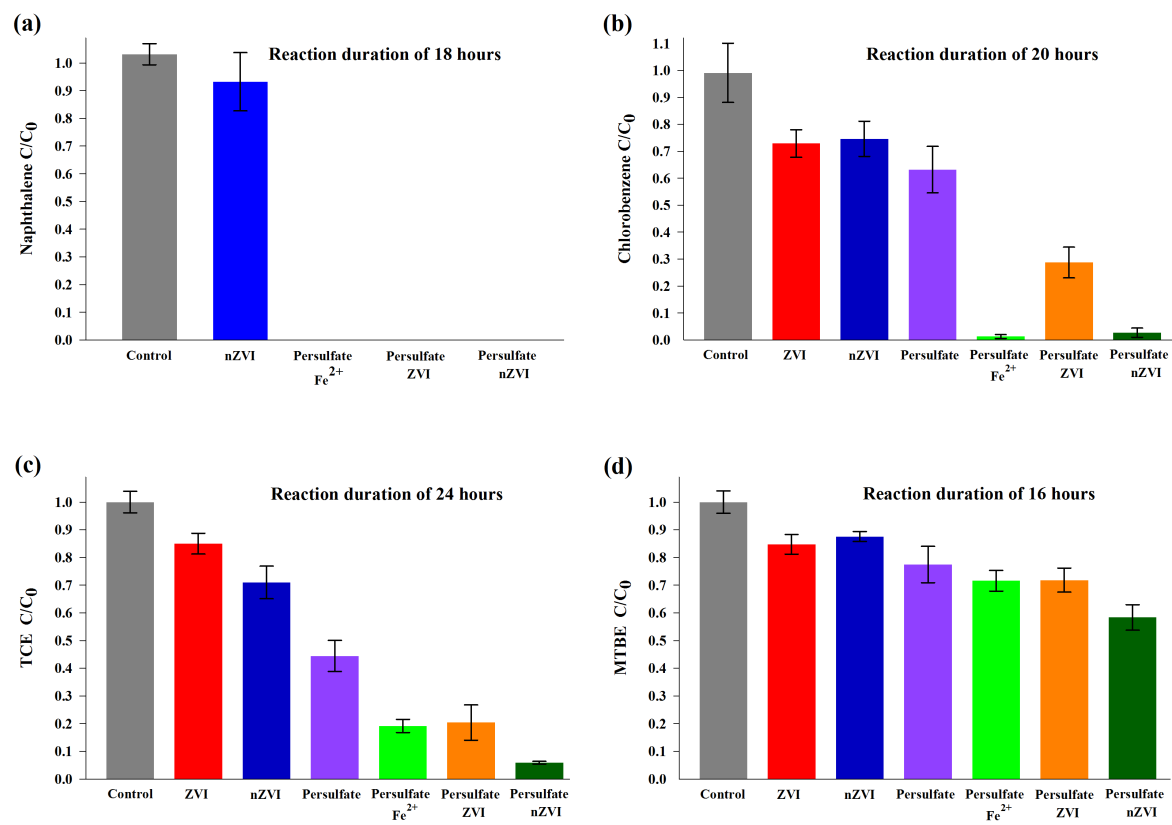 (a)
Reaction duration of 18 hours
Naphthalene C/C₀
1.0
0.9
0.8
0.7
0.6
0.5
0.4
0.3
0.2
0.1
0.0
Control nZVI Persulfate Fe²⁺ Persulfate ZVI Persulfate nZVI
(b)
Reaction duration of 20 hours
Chlorobenzene C/C₀
1.1
1.0
0.9
0.8
0.7
0.6
0.5
0.4
0.3
0.2
0.1
0.0
Control ZVI nZVI Persulfate Persulfate Fe²⁺ Persulfate ZVI Persulfate nZVI
(c)
Reaction duration of 24 hours
TCE C/C₀
1.0
0.9
0.8
0.7
0.6
0.5
0.4
0.3
0.2
0.1
0.0
Control ZVI nZVI Persulfate Persulfate Fe²⁺ Persulfate ZVI Persulfate nZVI
(d)
Reaction duration of 16 hours
MTBE C/C₀
1.0
0.9
0.8
0.7
0.6
0.5
0.4
0.3
0.2
0.1
0.0
Control ZVI nZVI Persulfate Persulfate Fe²⁺ Persulfate ZVI Persulfate nZVI